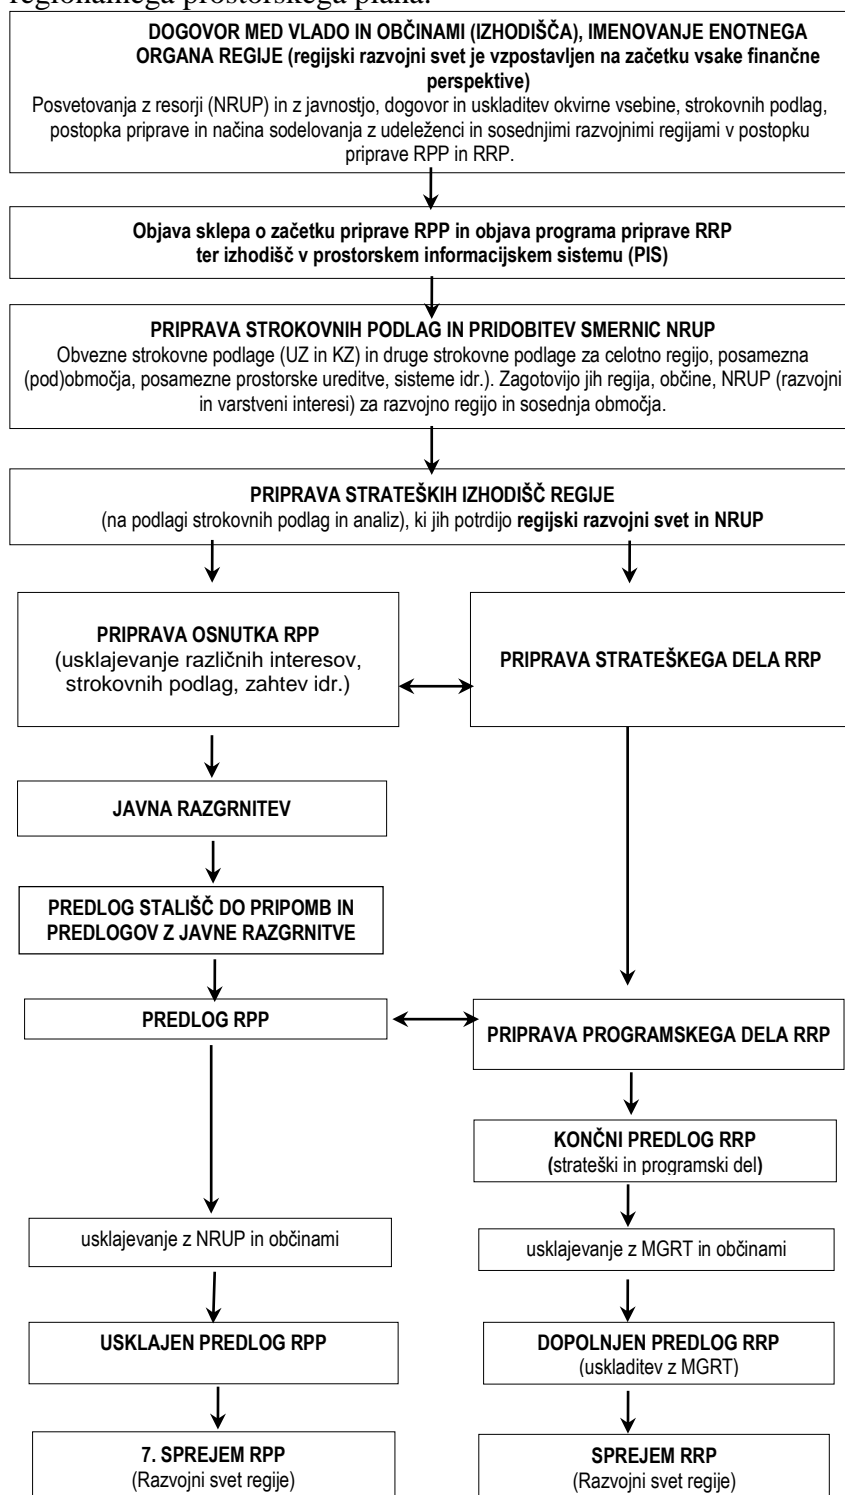 regionalnega prostorskega plana.
DOGOVOR MED VLADO IN OBČINAMI (IZHODIŠČA), IMENOVANJE ENOTNEGA
ORGANA REGIJE (regijski razvojni svet je vzpostavljen na začetku vsake finančne
perspektive)
Posvetovanja z resorji (NRUP) in z javnostjo, dogovor in uskladitev okvirne vsebine, strokovnih podlag,
postopka priprave in načina sodelovanja z udeleženci in sosednjimi razvojnimi regijami v postopku
priprave RPP in RRP.
Objava sklepa o začetku priprave RPP in objava programa priprave RRP
ter izhodišč v prostorskem informacijskem sistemu (PIS)
PRIPRAVA STROKOVNIH PODLAG IN PRIDOBITEV SMERNIC NRUP
Obvezne strokovne podlage (UZ in KZ) in druge strokovne podlage za celotno regijo, posamezna
(pod)območja, posamezne prostorske ureditve, sisteme idr.). Zagotovijo jih regija, občine, NRUP (razvojni
in varstveni interesi) za razvojno regijo in sosednja območja.
PRIPRAVA STRATEŠKIH IZHODIŠČ REGIJE
(na podlagi strokovnih podlag in analiz), ki jih potrdijo regijski razvojni svet in NRUP
PRIPRAVA OSNUTKA RPP
(usklajevanje različnih interesov,
strokovnih podlag, zahtev idr.)
PRIPRAVA STRATEŠKEGA DELA RRP
JAVNA RAZGRNITEV
PREDLOG STALIŠČ DO PRIPOMB IN
PREDLOGOV Z JAVNE RAZGRNITVE
PREDLOG RPP
PRIPRAVA PROGRAMSKEGA DELA RRP
KONČNI PREDLOG RRP
(strateški in programski del)
usklajevanje z NRUP in občinami
usklajevanje z MGRT in občinami
USKLAJEN PREDLOG RPP
DOPOLNJEN PREDLOG RRP
(uskladitev z MGRT)
7. SPREJEM RPP
(Razvojni svet regije)
SPREJEM RRP
(Razvojni svet regije)